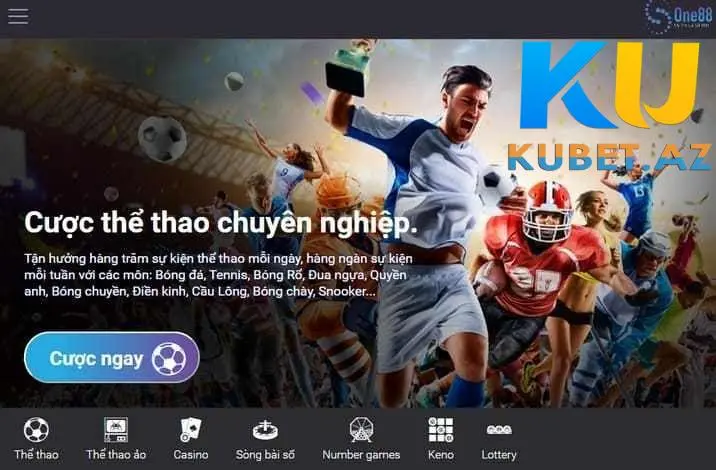 One88
KU
KUBET.AZ
Cược thể thao chuyên nghiệp.
Tận hưởng hàng trăm sự kiện thể thao mỗi ngày, hàng ngàn sự kiện
mỗi tuần với các môn: Bóng đá, Tennis, Bóng Rổ, Đua ngựa, Quyền
anh, Bóng chuyền, Điền kinh, Cầu Lông, Bóng chày, Snooker...
27
9
Cược ngay
Thể thao
Thể thao ảo
Casino
Sòng bài số
Number games
Keno
Lottery